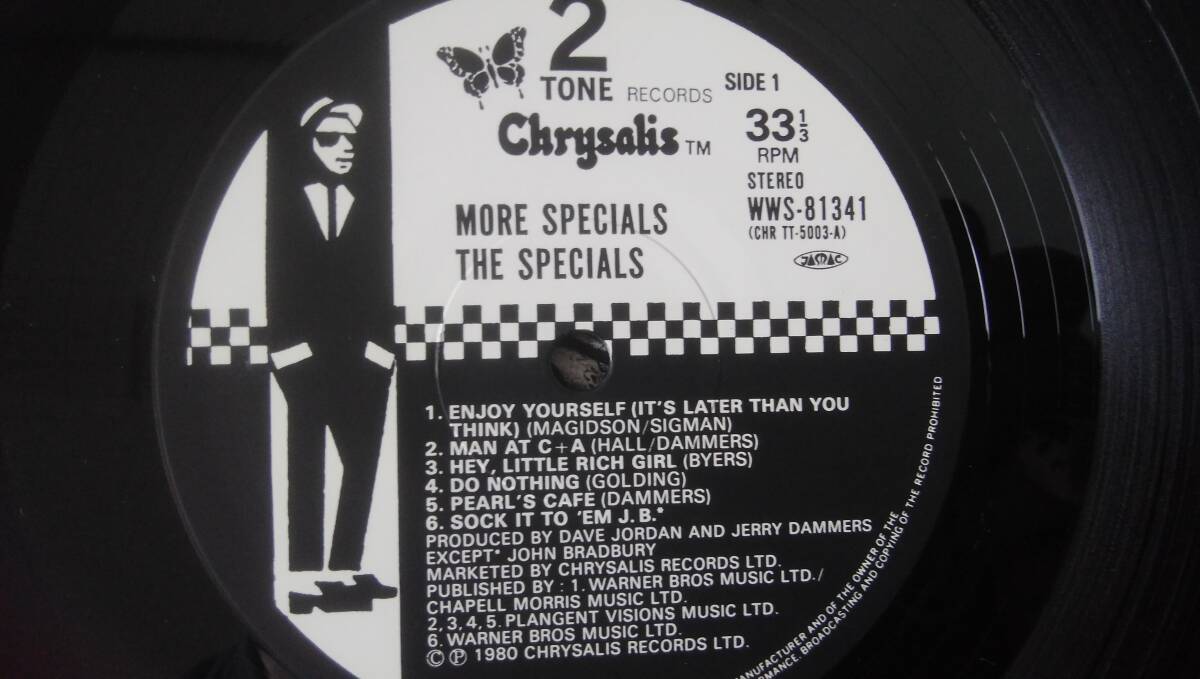 2
TONE RECORDS
Chrysalis TM
SIDE 1
33 1/3
RPM
STEREO
WWS-81341
(CHR TT-5003-A)
JASRAC
MORE SPECIALS
THE SPECIALS
1. ENJOY YOURSELF (IT'S LATER THAN YOU
THINK) (MAGIDSON/SIGMAN)
2. MAN AT C+A (HALL/DAMMERS)
3. HEY, LITTLE RICH GIRL (BYERS)
4. DO NOTHING (GOLDING)
5. PEARL'S CAFE (DAMMERS)
6. SOCK IT TO 'EM J.B.*
PRODUCED BY DAVE JORDAN AND JERRY DAMMERS
EXCEPT* JOHN BRADBURY
MARKETED BY CHRYSALIS RECORDS LTD.
PUBLISHED BY : 1. WARNER BROS MUSIC LTD./
CHAPELL MORRIS MUSIC LTD.
2,3,4,5. PLANGENT VISIONS MUSIC LTD.
6. WARNER BROS MUSIC LTD.
© ℗ 1980 CHRYSALIS RECORDS LTD.
MANUFACTURER AND OF THE OWNER OF THE
BROADCASTING AND COPYING OF THE RECORD PROHIBITED